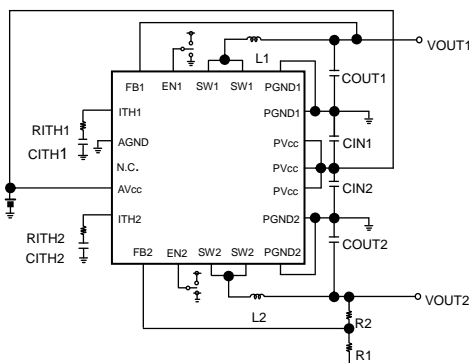 VOUT1
L1
COUT1
FB1 EN1 SW1 SW1 PGND1
ITH1 PGND1
RITH1
CITH1
AGND
CIN1
PVcc
N.C.
PVcc
AVcc
PVcc
CIN2
ITH2
PGND2
RITH2
CITH2
COUT2
FB2 EN2 SW2 SW2 PGND2
VOUT2
L2
R2
R1